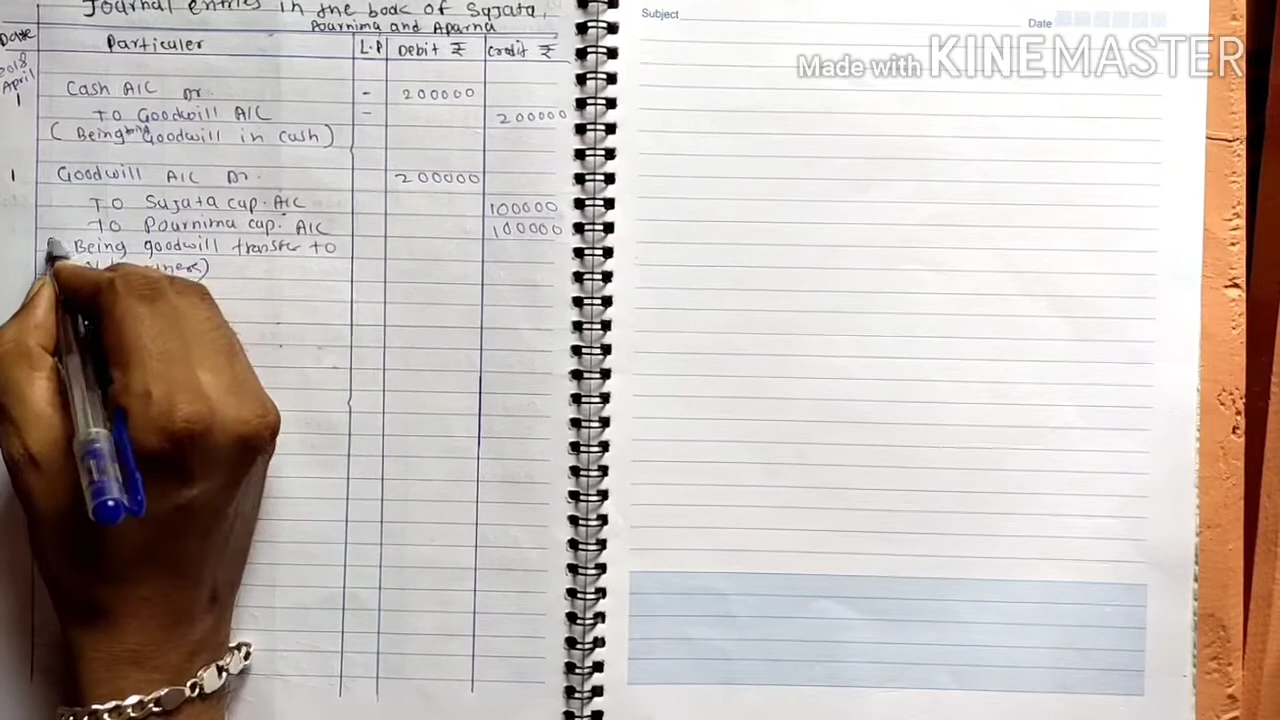 Journal entries in the book of Sujata,
Pournima and Aparna
Date Particuler L.P Debit ₹ Credit ₹
2018
April
1 Cash A/C Dr. - 200000
To Goodwill A/C - 200000
( Being Goodwill in cash)
1 Goodwill A/C Dr. 200000
To Sujata cap. A/C 100000
To Pournima cap. A/C 100000
Being goodwill transfer to
Subject Date
Made with KINEMASTER